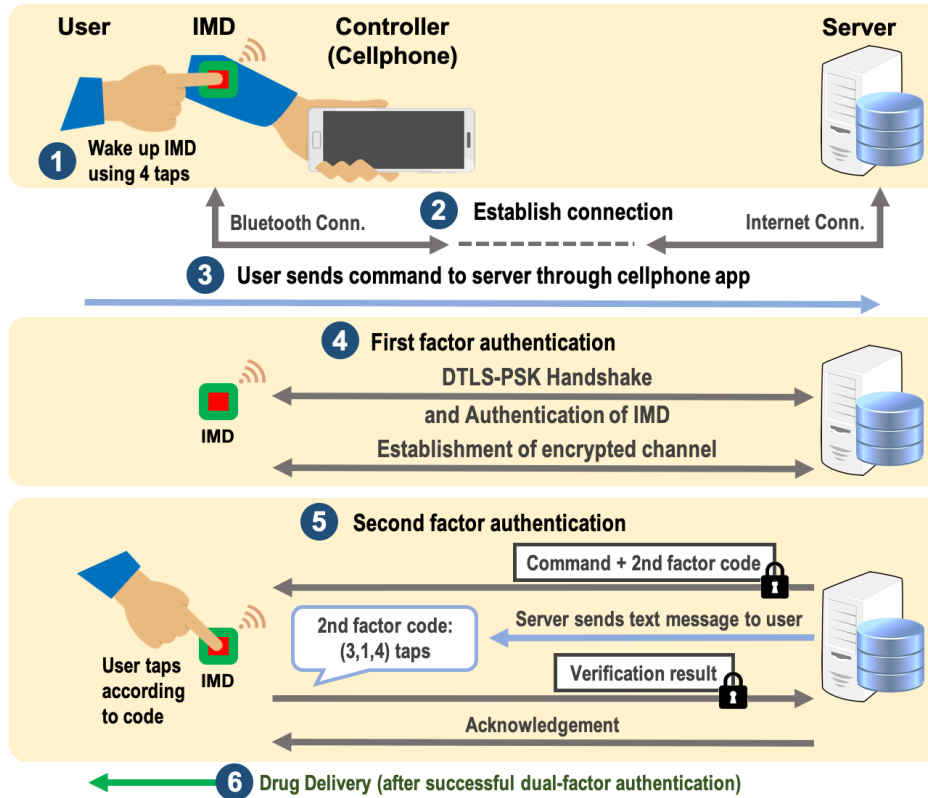 User
IMD
Controller
(Cellphone)
Server
1
Wake up IMD
using 4 taps
2
Establish connection
Bluetooth Conn.
Internet Conn.
3
User sends command to server through cellphone app
4
First factor authentication
DTLS-PSK Handshake
and Authentication of IMD
IMD
Establishment of encrypted channel
5
Second factor authentication
Command + 2nd factor code
Server sends text message to user
2nd factor code:
(3,1,4) taps
User taps
according
to code
IMD
Verification result
Acknowledgement
6
Drug Delivery (after successful dual-factor authentication)